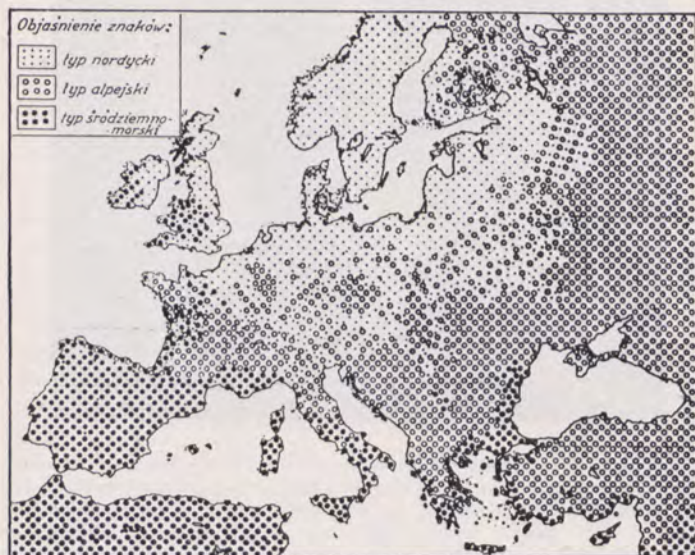 Objaśnienie znaków:
typ nordycki
typ alpejski
typ śródziemno-
-morski